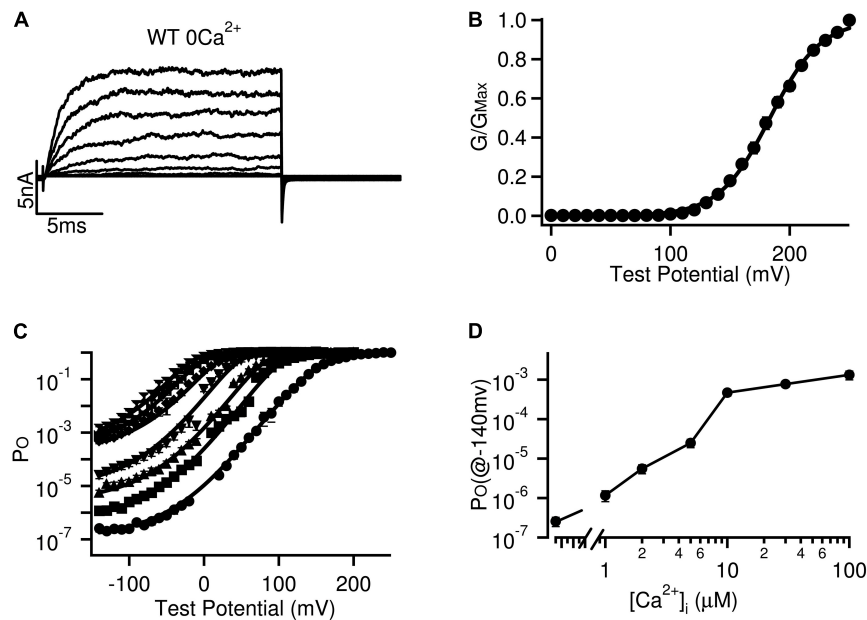 A
WT 0Ca²⁺
5nA
5ms
B
1.0
0.8
0.6
0.4
0.2
0.0
G/GMax
0 100 200
Test Potential (mV)
C
10⁻¹
10⁻³
10⁻⁵
10⁻⁷
PO
-100 0 100 200
Test Potential (mV)
D
10⁻³
10⁻⁴
10⁻⁵
10⁻⁶
10⁻⁷
PO(@-140mv)
2 4 6 2 4 6
1 10 100
[Ca²⁺]i (μM)